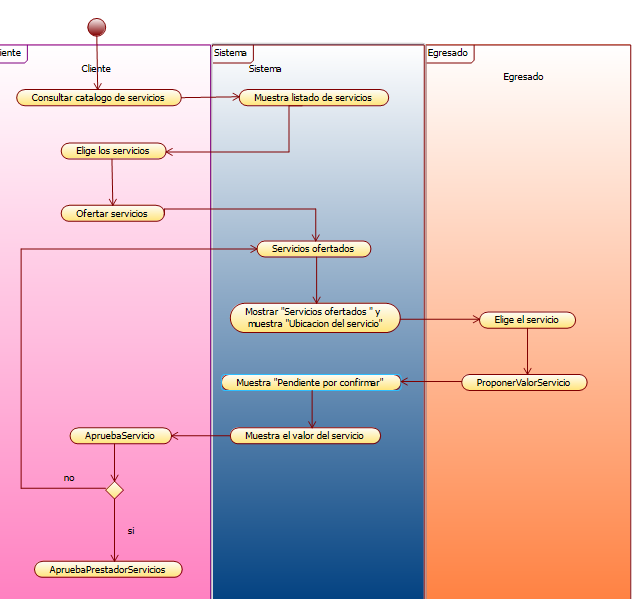 iente
Sistema
Egresado
Cliente
Sistema
Egresado
Consultar catalogo de servicios
Muestra listado de servicios
Elige los servicios
Ofertar servicios
Servicios ofertados
Mostrar "Servicios ofertados " y
muestra "Ubicacion del servicio"
Elige el servicio
Muestra "Pendiente por confirmar"
ProponerValorServicio
ApruebaServicio
Muestra el valor del servicio
no
si
ApruebaPrestadorServicios